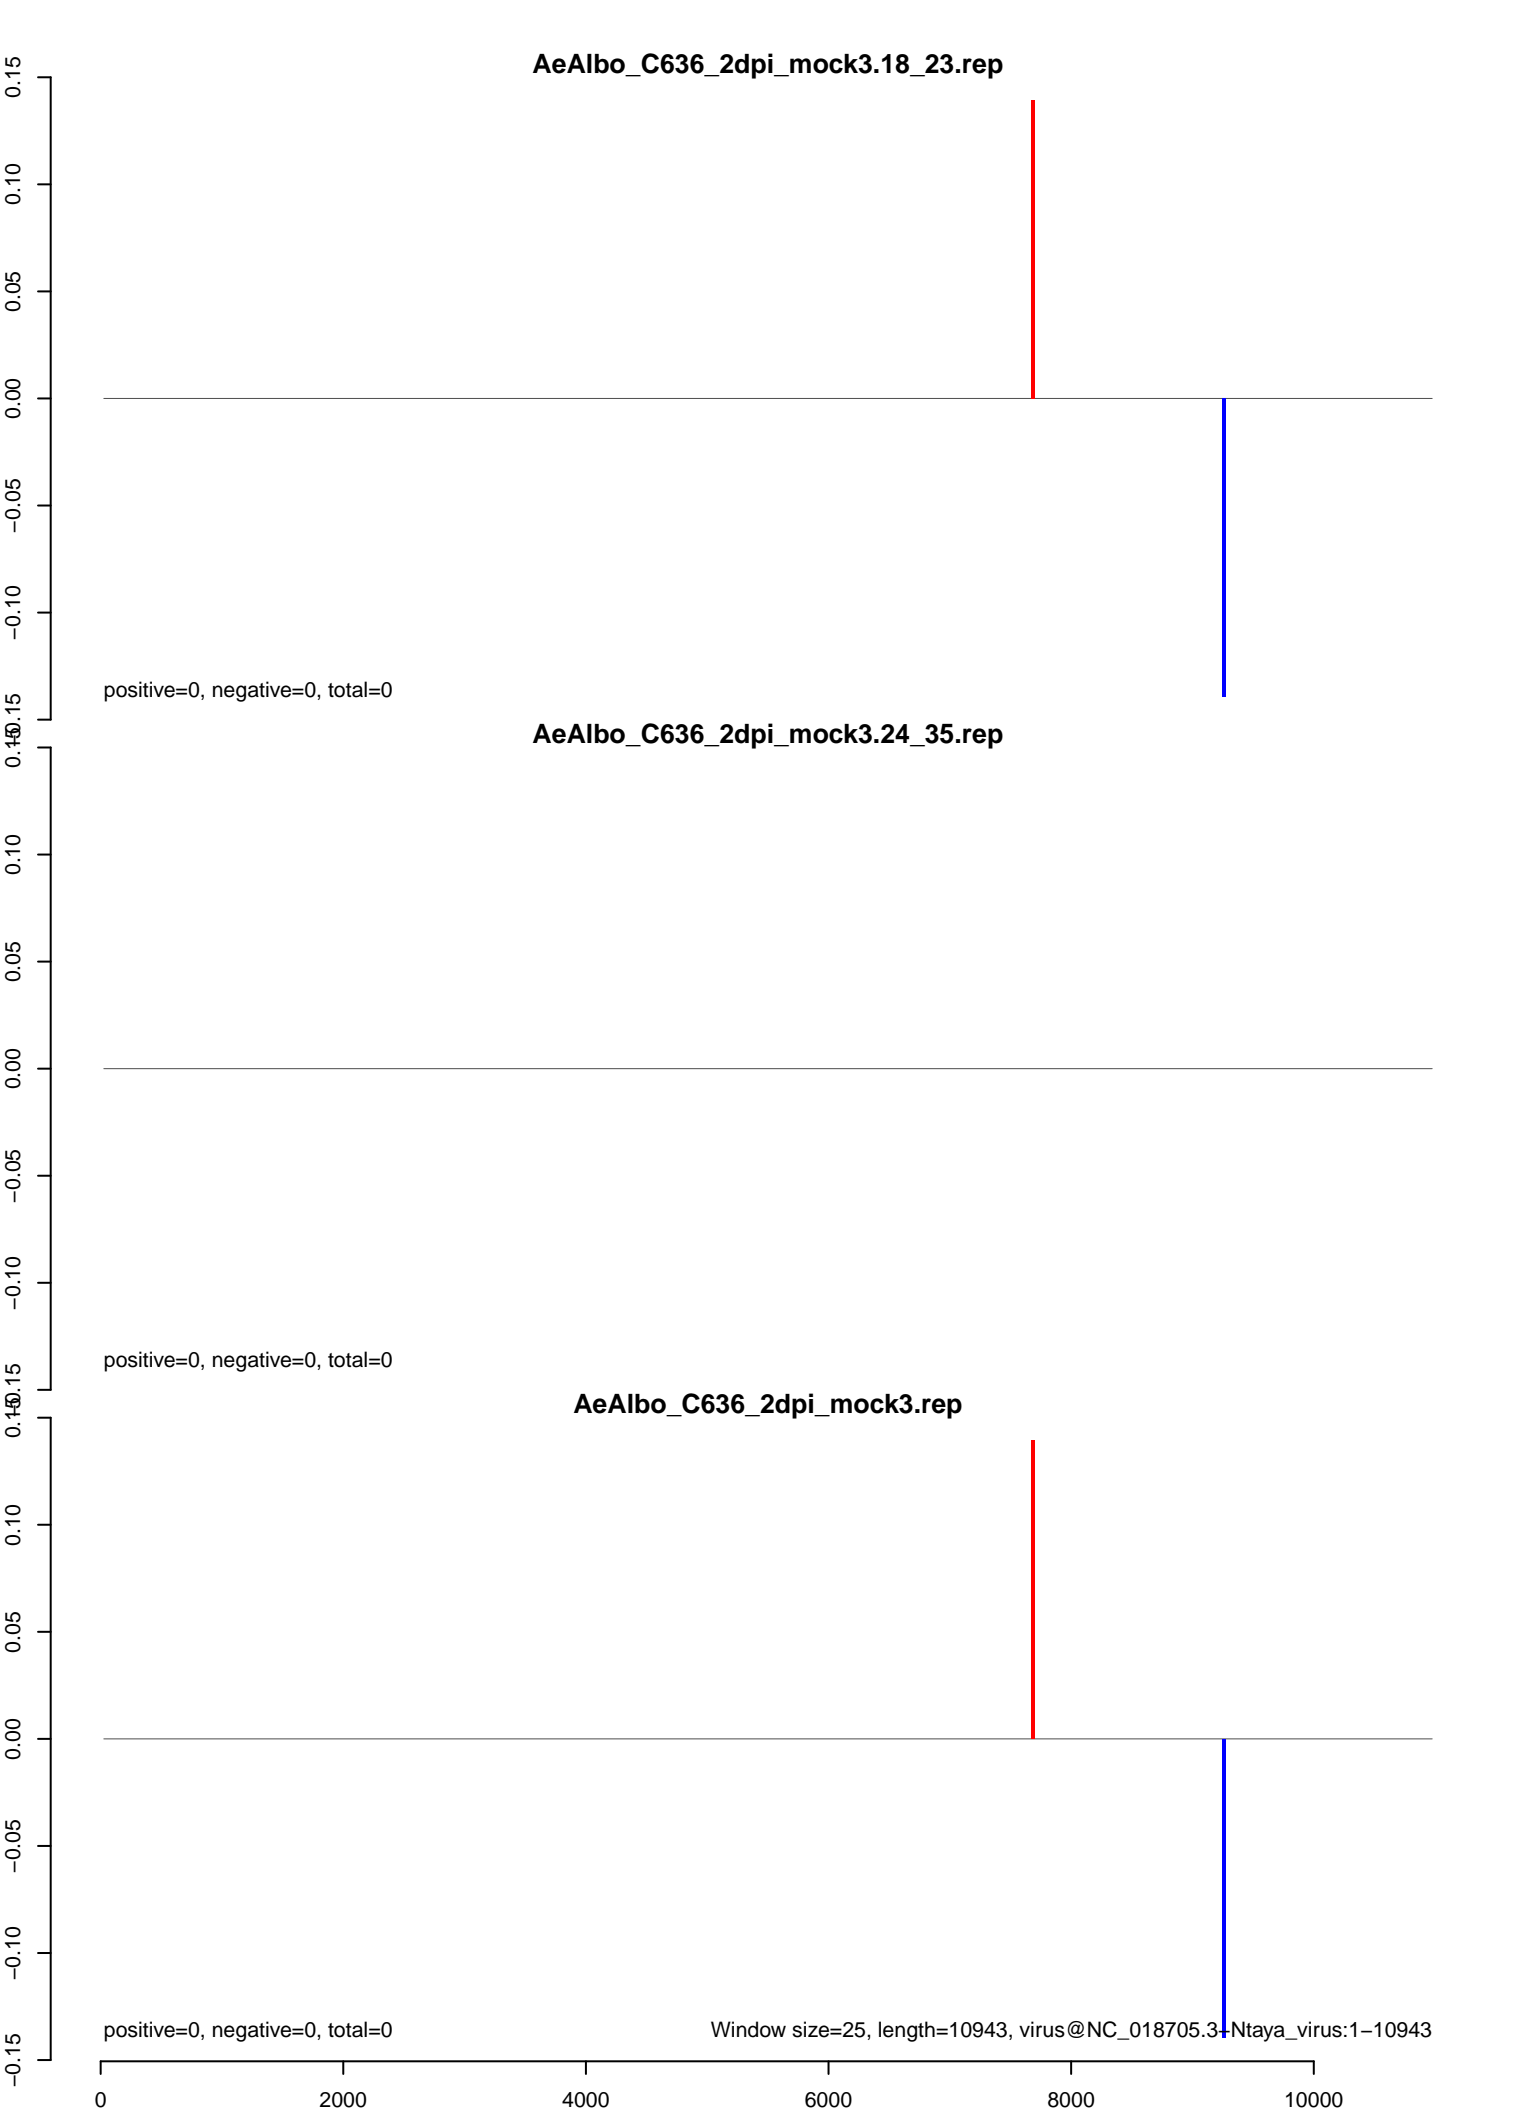 AeAlbo_C636_2dpi_mock3.18_23.rep
0.15
0.10
0.05
0.00
−0.05
−0.10
−0.15
positive=0, negative=0, total=0
AeAlbo_C636_2dpi_mock3.24_35.rep
0.15
0.10
0.05
0.00
−0.05
−0.10
−0.15
positive=0, negative=0, total=0
AeAlbo_C636_2dpi_mock3.rep
0.15
0.10
0.05
0.00
−0.05
−0.10
−0.15
positive=0, negative=0, total=0
Window size=25, length=10943, virus@NC_018705.3−Ntaya_virus:1−10943
0 2000 4000 6000 8000 10000